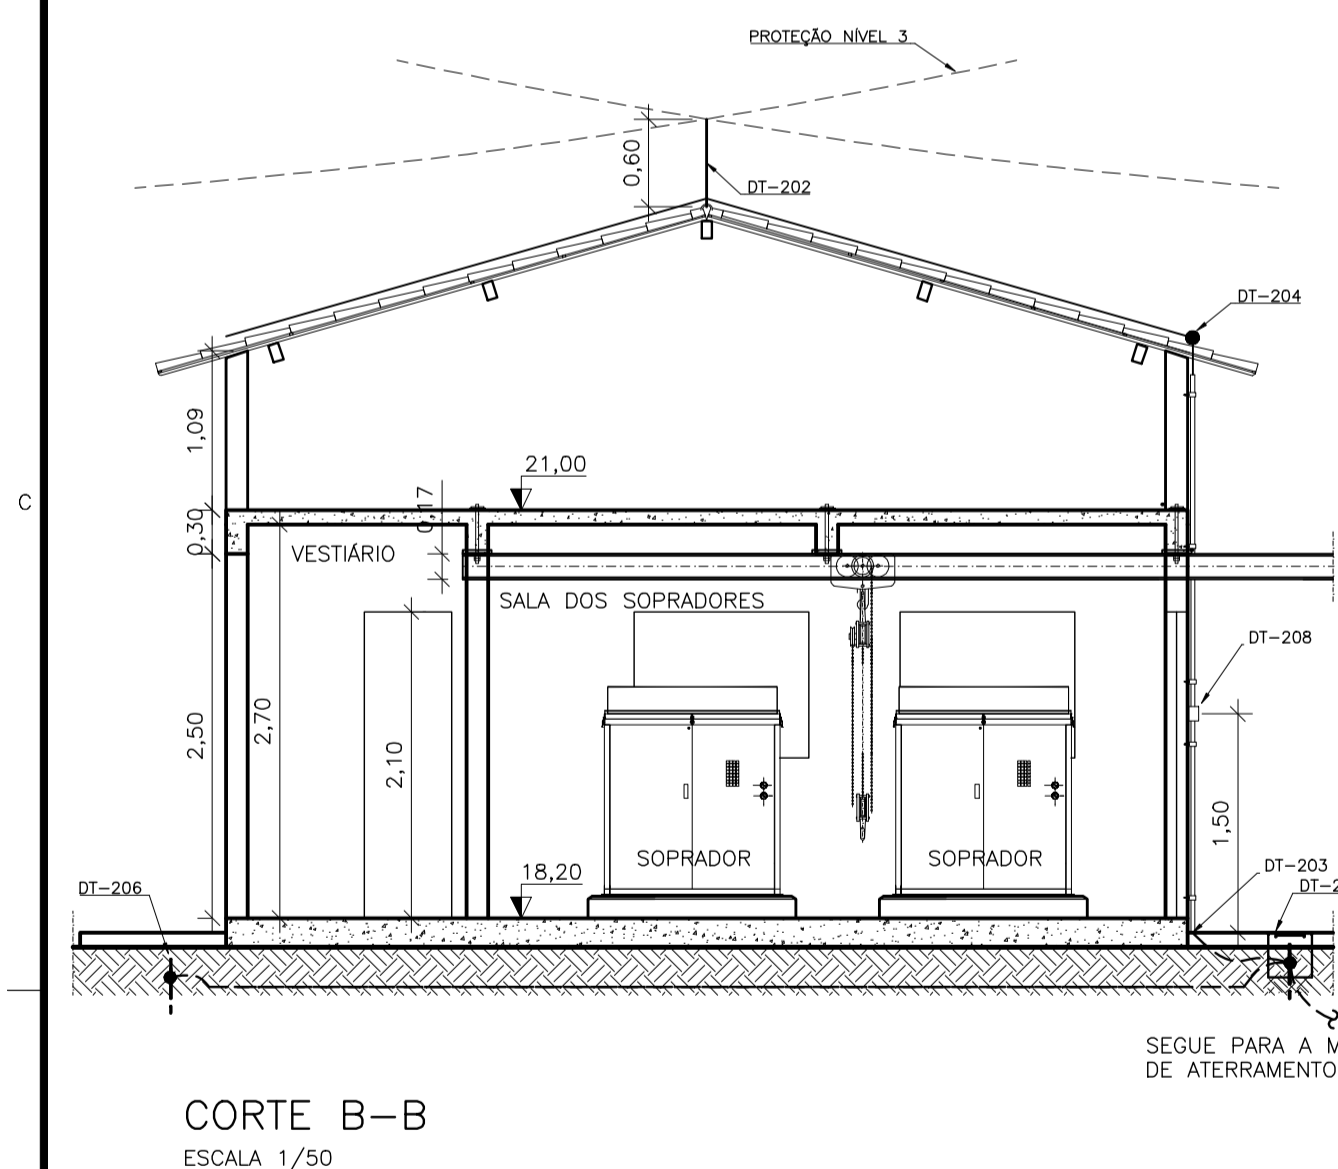 PROTEÇÃO NÍVEL 3
0,60
DT-202
DT-204
1,09
21,00
C
0,17
0,30
VESTIÁRIO
SALA DOS SOPRADORES
DT-208
2,50
2,70
2,10
1,50
SOPRADOR
SOPRADOR
18,20
DT-203
DT-206
DT-2
SEGUE PARA A M
DE ATERRAMENTO
CORTE B-B
ESCALA 1/50